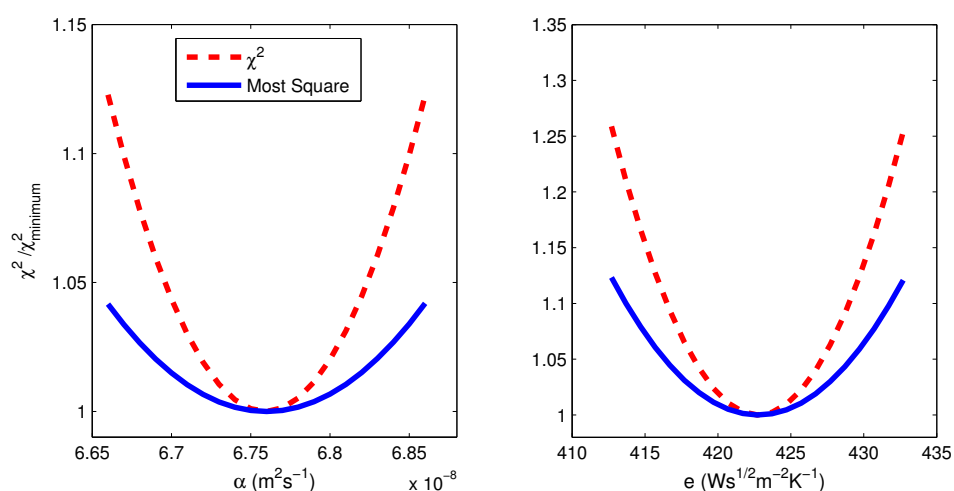 1.15
1.1
1.05
1
χ² /χ²minimum
χ²
Most Square
6.65 6.7 6.75 6.8 6.85
x 10⁻⁸
α (m²s⁻¹)
1.35
1.3
1.25
1.2
1.15
1.1
1.05
1
410 415 420 425 430 435
e (Ws¹/²m⁻²K⁻¹)